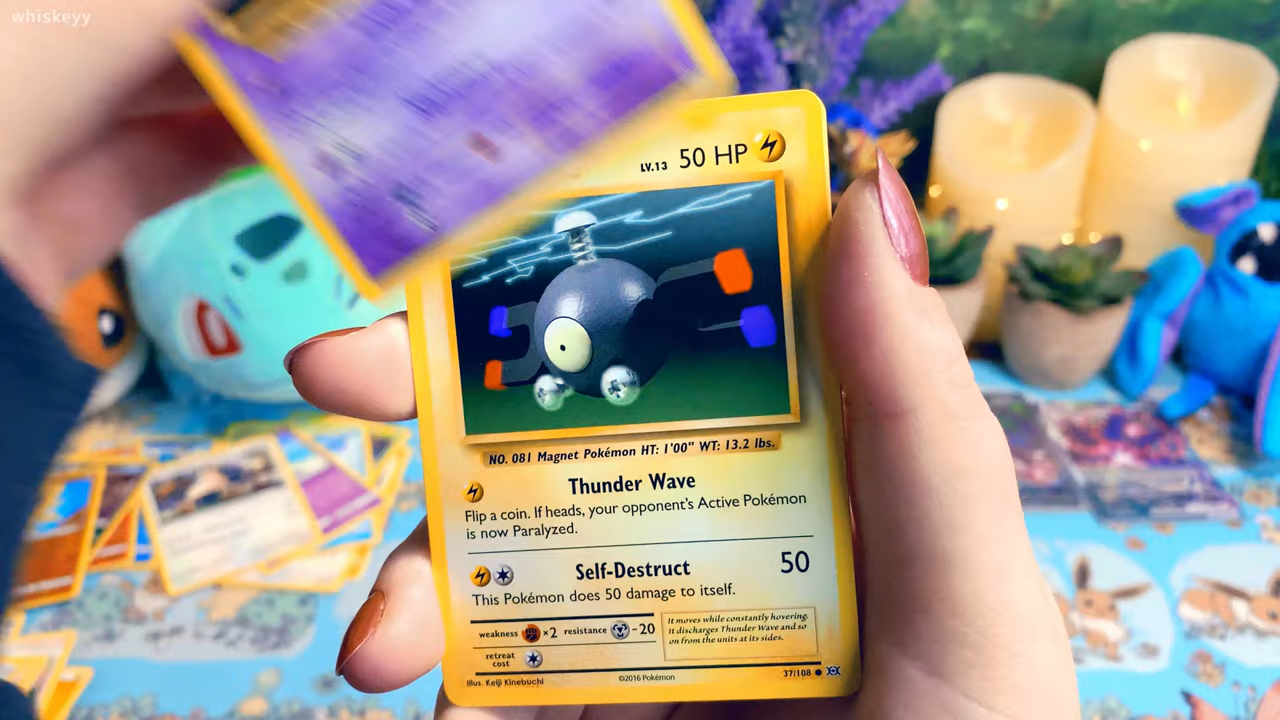 whiskeyy
LV.13 50 HP
NO. 081 Magnet Pokémon HT: 1'00" WT: 13.2 lbs.
Thunder Wave
Flip a coin. If heads, your opponent's Active Pokémon
is now Paralyzed.
Self-Destruct 50
This Pokémon does 50 damage to itself.
weakness ×2 resistance -20
It moves while constantly hovering.
It discharges Thunder Wave and so
on from the units at its sides.
retreat
cost
Illus. Keiji Kinebuchi ©2016 Pokémon 37/108